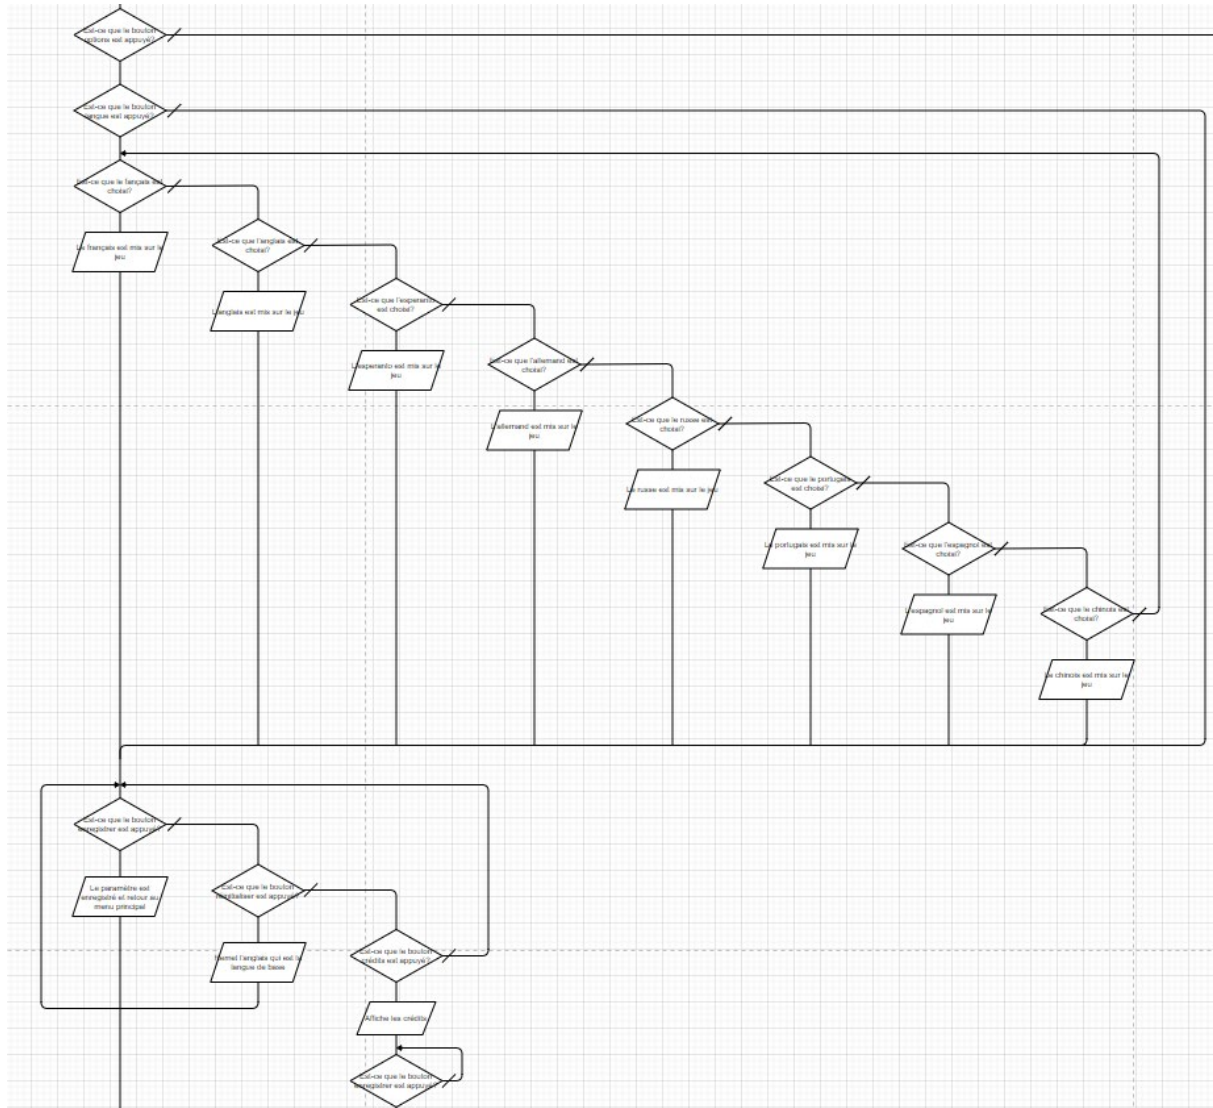 Est-ce que le bouton
options est appuyé?
Est-ce que le bouton
langue est appuyé?
Est-ce que le fançais est
choisi?
Le français est mis sur le
jeu
Est-ce que l'anglais est
choisi?
L'anglais est mis sur le jeu
Est-ce que l'esperanto
est choisi?
L'esperanto est mis sur le
jeu
Est-ce que l'allemand est
choisi?
L'allemand est mis sur le
jeu
Est-ce que le russe est
choisi?
Le russe est mis sur le jeu
Est-ce que le portugais
est choisi?
Le portugais est mis sur le
jeu
Est-ce que l'espagnol est
choisi?
L'espagnol est mis sur le
jeu
Est-ce que le chinois est
choisi?
Le chinois est mis sur le
jeu
Est-ce que le bouton
enregistrer est appuyé?
Le paramètre est
enregistré et retour au
menu principal
Est-ce que le bouton
réinitialiser est appuyé?
Remet l'anglais qui est la
langue de base
Est-ce que le bouton
crédits est appuyé?
Affiche les crédits
Est-ce que le bouton
enregistrer est appuyé?